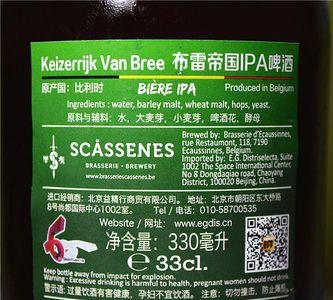 Keizerrijk Van Bree 布雷帝国IPA啤酒
原产国：比利时 BIÈRE IPA Produced in Belgium
Ingredients : water, barley malt, wheat malt, hops, yeast.
原料与辅料：水、大麦芽，小麦芽，啤酒花，酵母
SCASSENES
BRASSERIE - BREWERY
www.brasseriescassenes.be
Brewed by: Brasserie d'Ecaussinnes,
rue Restaumont, 118, 7190
Ecaussinnes, Belgium.
Imported by: E.G. Distriselecta, Suite
1002 The Space International Center,
No 8 Dongdaqiao road, Chaoyang
district, 100020 Beijing, China.
进口经销商：北京益精行商贸有限公司。 地址：北京市朝阳区东大桥路
8号尚都国际中心1002室。 Tel / 电话：010-58700535
Website / 网址：www.egdis.cn
净含量：330毫升
e 33cl.
Keep bottle away from impact for explosion.
Warning : Excessive drinking is harmful to health, pregnant women should not drink.
警示语：过量饮酒有害健康，孕妇不宜饮酒。